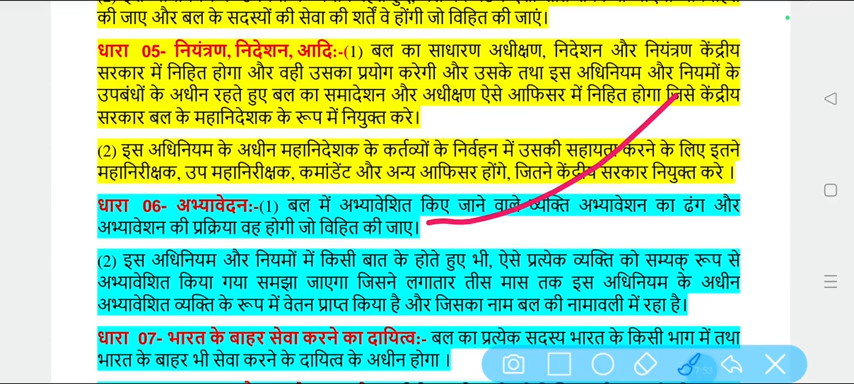 की जाए और बल के सदस्यों की सेवा की शर्तें वे होंगी जो विहित की जाएं।
धारा 05- नियंत्रण, निदेशन, आदिः-(1) बल का साधारण अधीक्षण, निदेशन और नियंत्रण केंद्रीय
सरकार में निहित होगा और वही उसका प्रयोग करेगी और उसके तथा इस अधिनियम और नियमों के
उपबंधों के अधीन रहते हुए बल का समादेशन और अधीक्षण ऐसे आफिसर में निहित होगा जिसे केंद्रीय
सरकार बल के महानिदेशक के रूप में नियुक्त करे।
(2) इस अधिनियम के अधीन महानिदेशक के कर्तव्यों के निर्वहन में उसकी सहायता करने के लिए इतने
महानिरीक्षक, उप महानिरीक्षक, कमांडेंट और अन्य आफिसर होंगे, जितने केंद्रीय सरकार नियुक्त करे ।
धारा 06- अभ्यावेदनः-(1) बल में अभ्यावेशित किए जाने वाले व्यक्ति अभ्यावेशन का ढंग और
अभ्यावेशन की प्रक्रिया वह होगी जो विहित की जाए।
(2) इस अधिनियम और नियमों में किसी बात के होते हुए भी, ऐसे प्रत्येक व्यक्ति को सम्यक् रूप से
अभ्यावेशित किया गया समझा जाएगा जिसने लगातार तीस मास तक इस अधिनियम के अधीन
अभ्यावेशित व्यक्ति के रूप में वेतन प्राप्त किया है और जिसका नाम बल की नामावली में रहा है।
धारा 07- भारत के बाहर सेवा करने का दायित्वः- बल का प्रत्येक सदस्य भारत के किसी भाग में तथा
भारत के बाहर भी सेवा करने के दायित्व के अधीन होगा ।